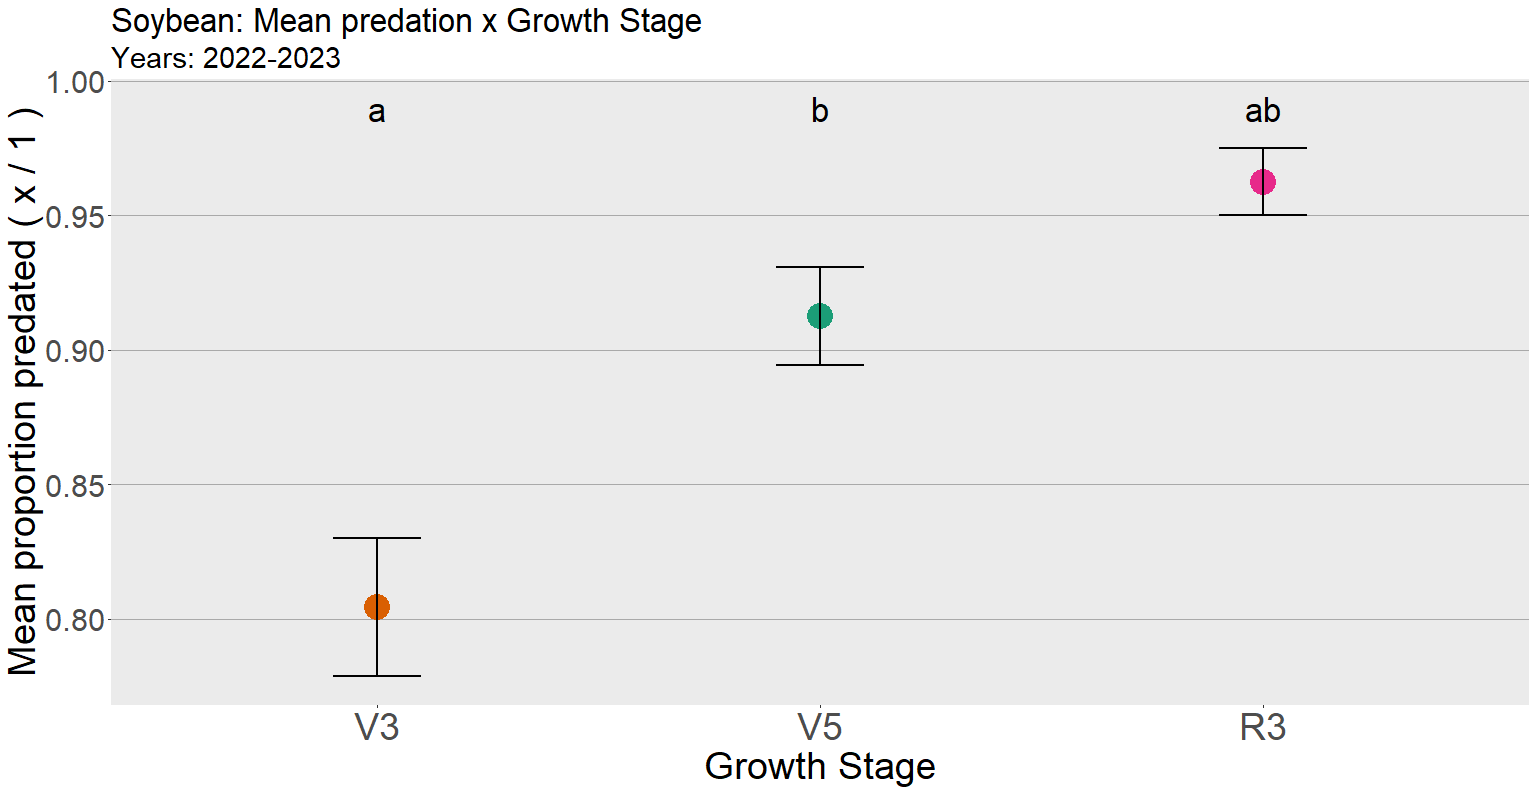 Soybean: Mean predation x Growth Stage
Years: 2022-2023
Mean proportion predated ( x / 1 )
1.00
0.95
0.90
0.85
0.80
a
b
ab
V3
V5
R3
Growth Stage